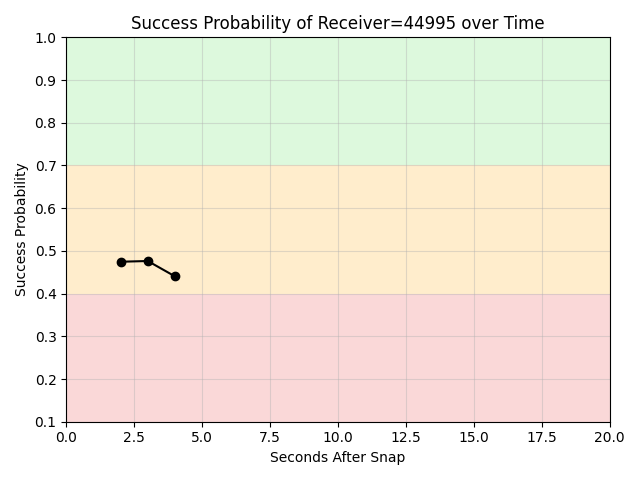 Success Probability of Receiver=44995 over Time
1.0
0.9
0.8
0.7
0.6
0.5
0.4
0.3
0.2
0.1
Success Probability
0.0 2.5 5.0 7.5 10.0 12.5 15.0 17.5 20.0
Seconds After Snap